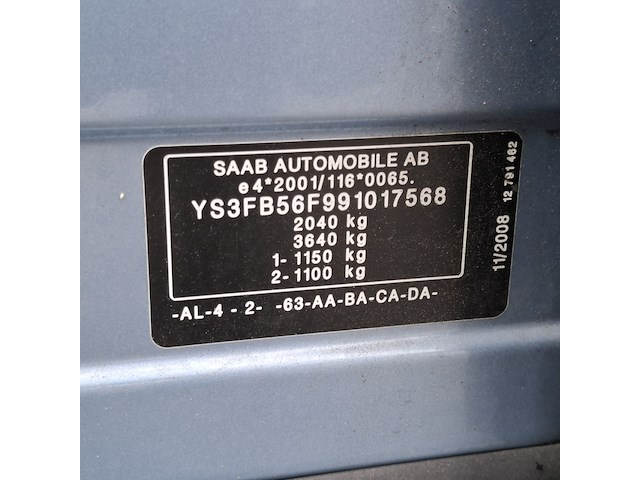 SAAB AUTOMOBILE AB
e4*2001/116*0065.
YS3FB56F991017568
2040 kg
3640 kg
1- 1150 kg
2- 1100 kg
-AL-4 - 2-  -63-AA-BA-CA-DA-
11/2008
12 791 462